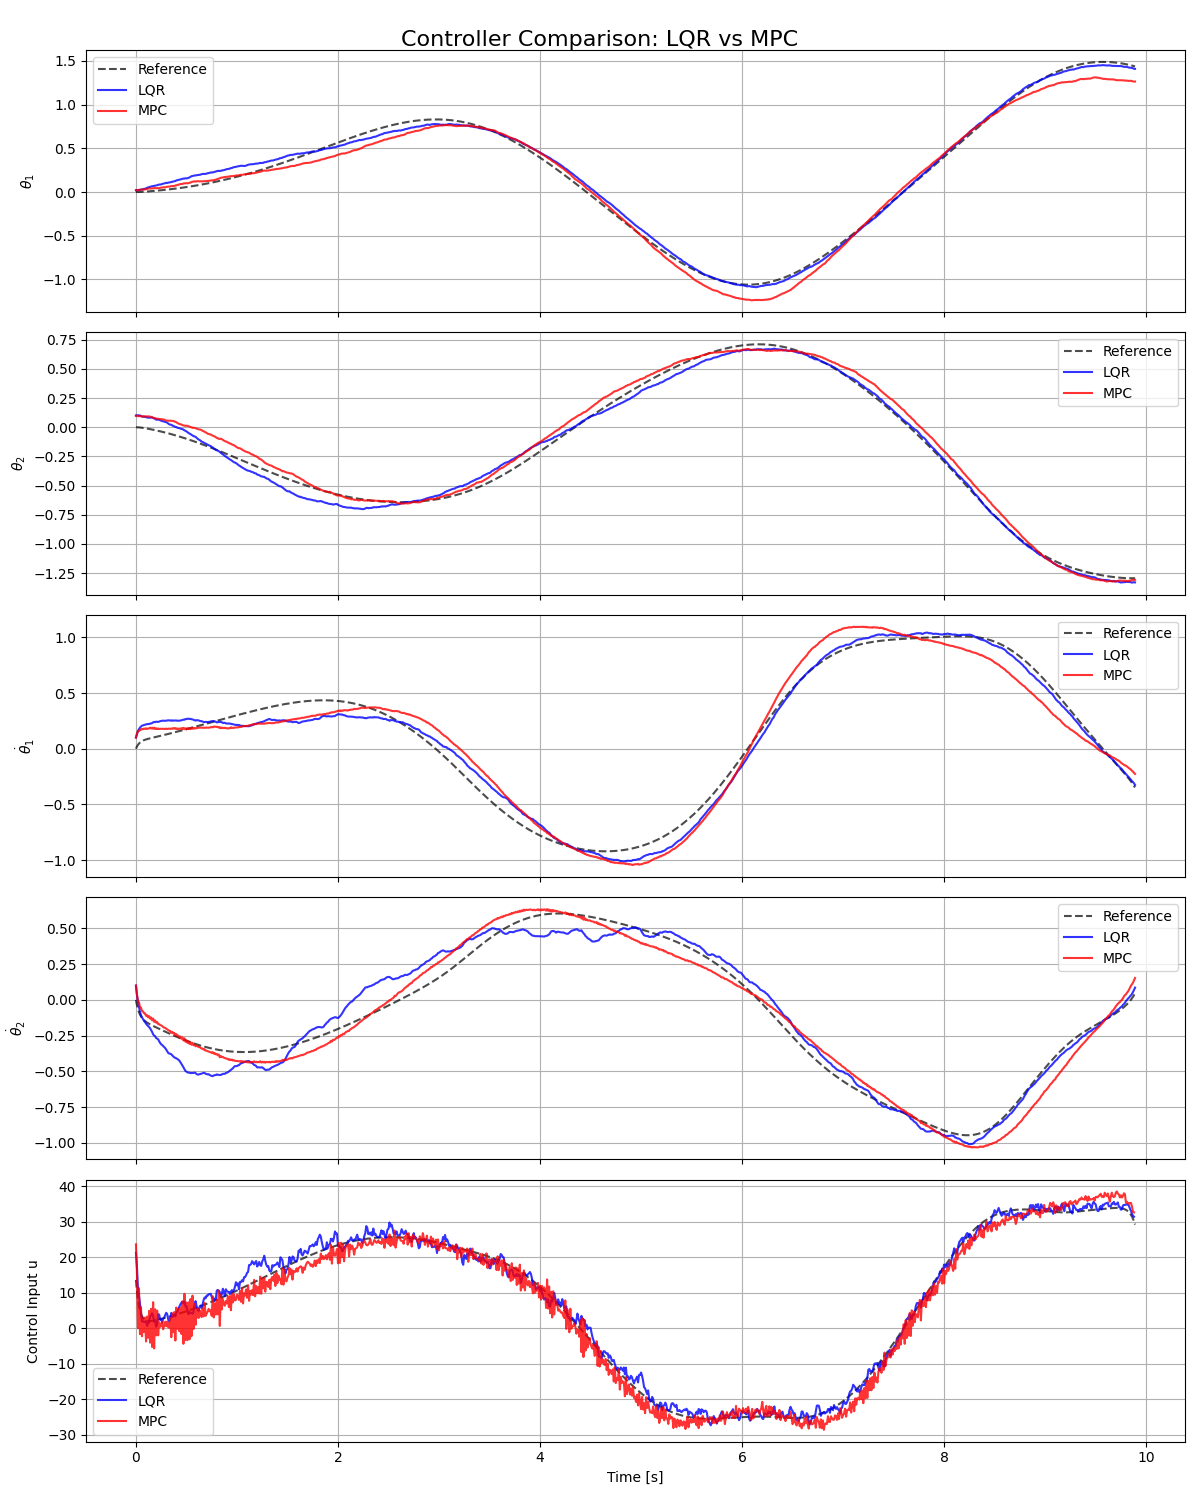 Controller Comparison: LQR vs MPC
1.5
1.0
0.5
0.0
−0.5
−1.0
θ1
Reference
LQR
MPC
0.75
0.50
0.25
0.00
−0.25
−0.50
−0.75
−1.00
−1.25
θ2
Reference
LQR
MPC
1.0
0.5
0.0
−0.5
−1.0
θ̇1
Reference
LQR
MPC
0.50
0.25
0.00
−0.25
−0.50
−0.75
−1.00
θ̇2
Reference
LQR
MPC
40
30
20
10
0
−10
−20
−30
Control Input u
Reference
LQR
MPC
0 2 4 6 8 10
Time [s]